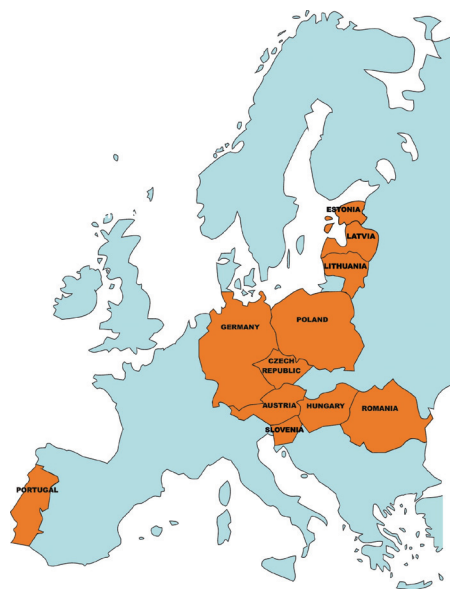 ESTONIA
LATVIA
LITHUANIA
GERMANY
POLAND
CZECH
REPUBLIC
AUSTRIA
HUNGARY
ROMANIA
SLOVENIA
PORTUGAL